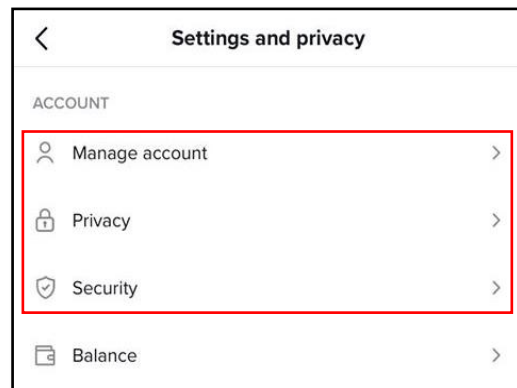 Settings and privacy
ACCOUNT
Manage account
Privacy
Security
Balance